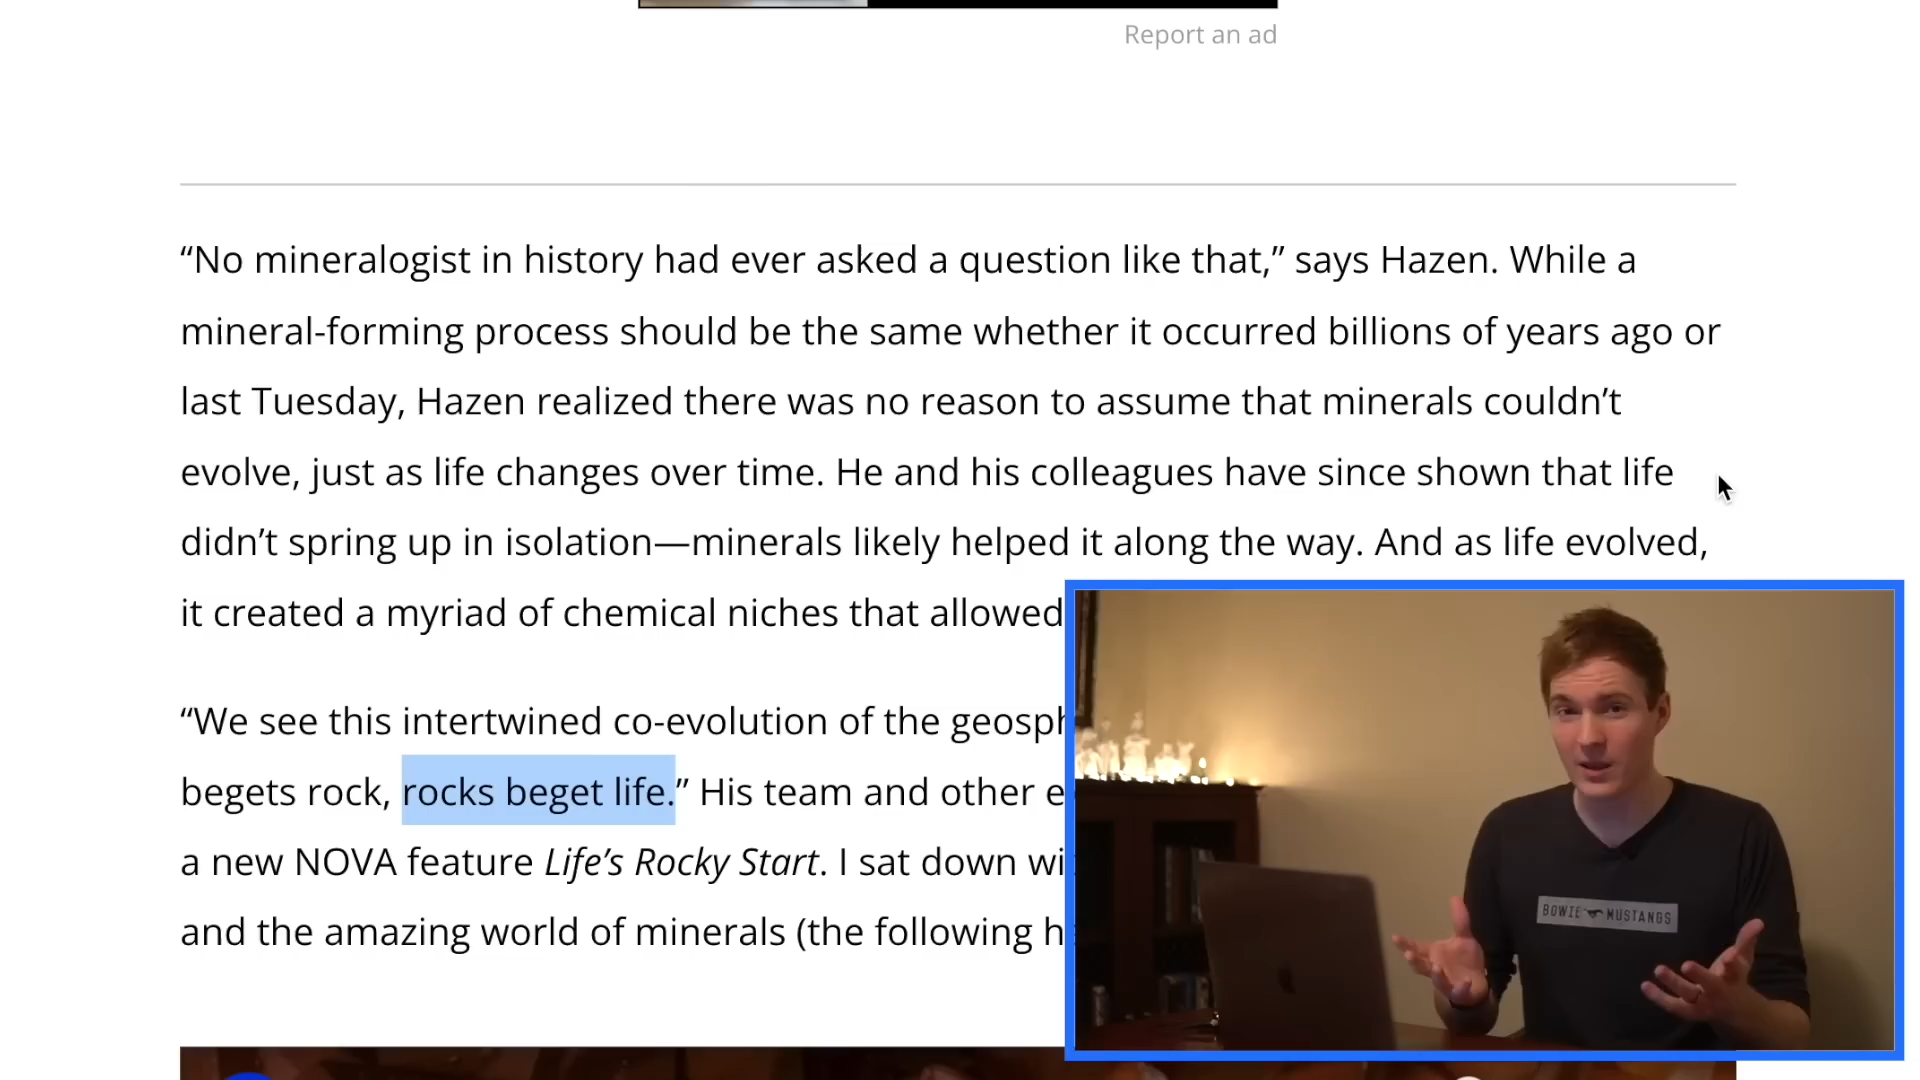 Report an ad
“No mineralogist in history had ever asked a question like that,” says Hazen. While a
mineral-forming process should be the same whether it occurred billions of years ago or
last Tuesday, Hazen realized there was no reason to assume that minerals couldn’t
evolve, just as life changes over time. He and his colleagues have since shown that life
didn’t spring up in isolation—minerals likely helped it along the way. And as life evolved,
it created a myriad of chemical niches that allowed
“We see this intertwined co-evolution of the
begets rock, rocks beget life.” His team and other
a new NOVA feature Life’s Rocky Start. I sat down
and the amazing world of minerals (the following
BOWIE MUSTANGS